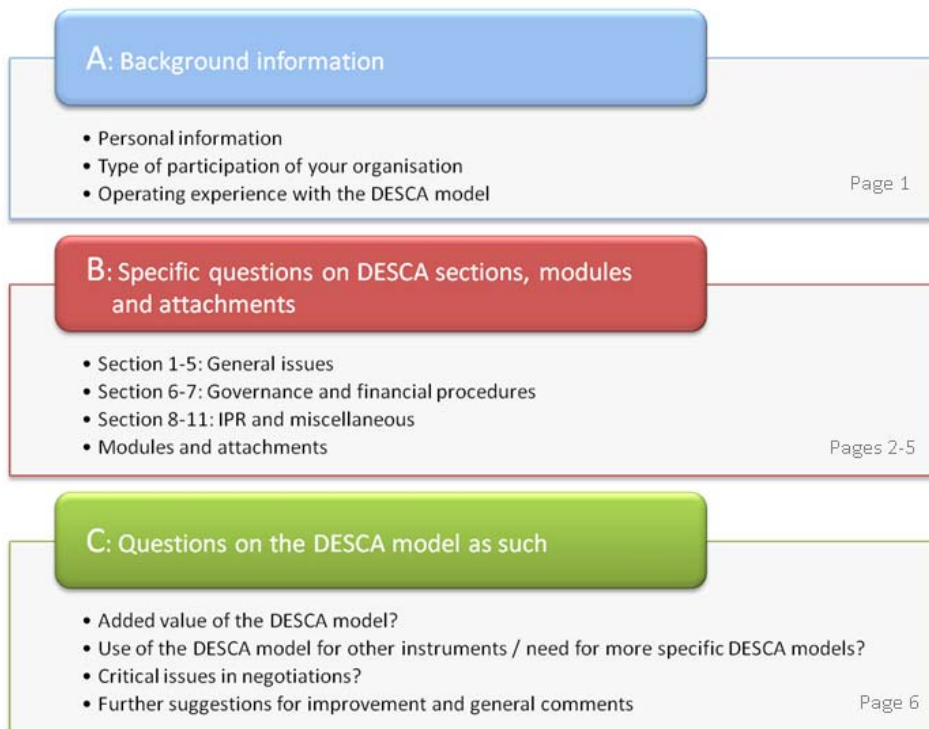 A: Background information
• Personal information
• Type of participation of your organisation
• Operating experience with the DESCA model
Page 1
B: Specific questions on DESCA sections, modules
and attachments
• Section 1-5: General issues
• Section 6-7: Governance and financial procedures
• Section 8-11: IPR and miscellaneous
• Modules and attachments
Pages 2-5
C: Questions on the DESCA model as such
• Added value of the DESCA model?
• Use of the DESCA model for other instruments / need for more specific DESCA models?
• Critical issues in negotiations?
• Further suggestions for improvement and general comments
Page 6